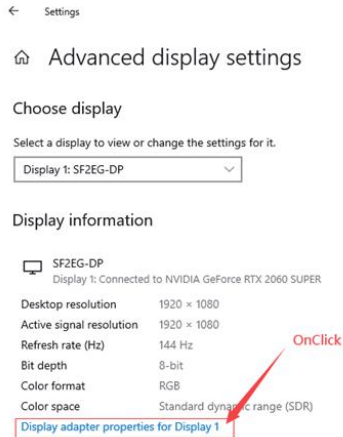 Settings
Advanced display settings
Choose display
Select a display to view or change the settings for it.
Display 1: SF2EG-DP
Display information
SF2EG-DP
Display 1: Connected to NVIDIA GeForce RTX 2060 SUPER
Desktop resolution 1920 × 1080
Active signal resolution 1920 × 1080
Refresh rate (Hz) 144 Hz
OnClick
Bit depth 8-bit
Color format RGB
Color space Standard dynamic range (SDR)
Display adapter properties for Display 1